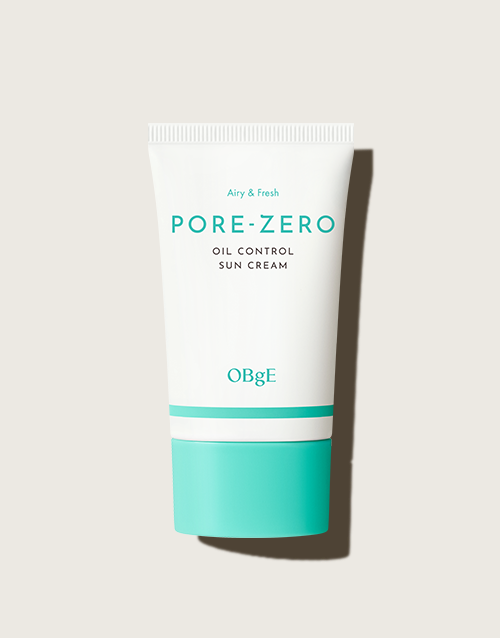 Airy & Fresh
PORE-ZERO
OIL CONTROL
SUN CREAM
OBgE